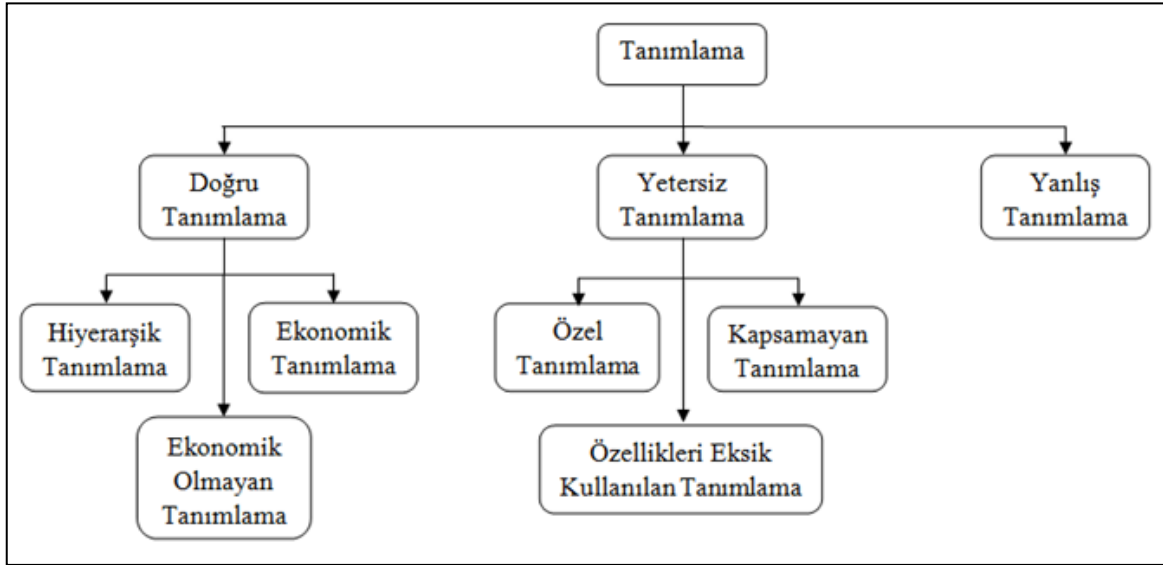 Tanımlama
Doğru
Tanımlama
Yetersiz
Tanımlama
Yanlış
Tanımlama
Hiyerarşik
Tanımlama
Ekonomik
Tanımlama
Özel
Tanımlama
Kapsamayan
Tanımlama
Ekonomik
Olmayan
Tanımlama
Özellikleri Eksik
Kullanılan Tanımlama